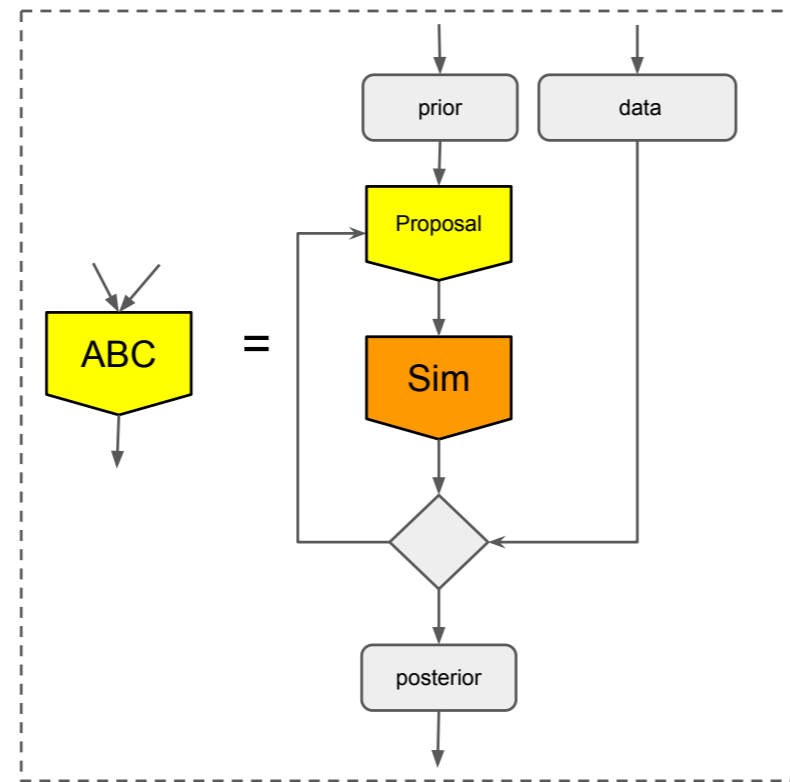 prior
data
Proposal
ABC
=
Sim
posterior